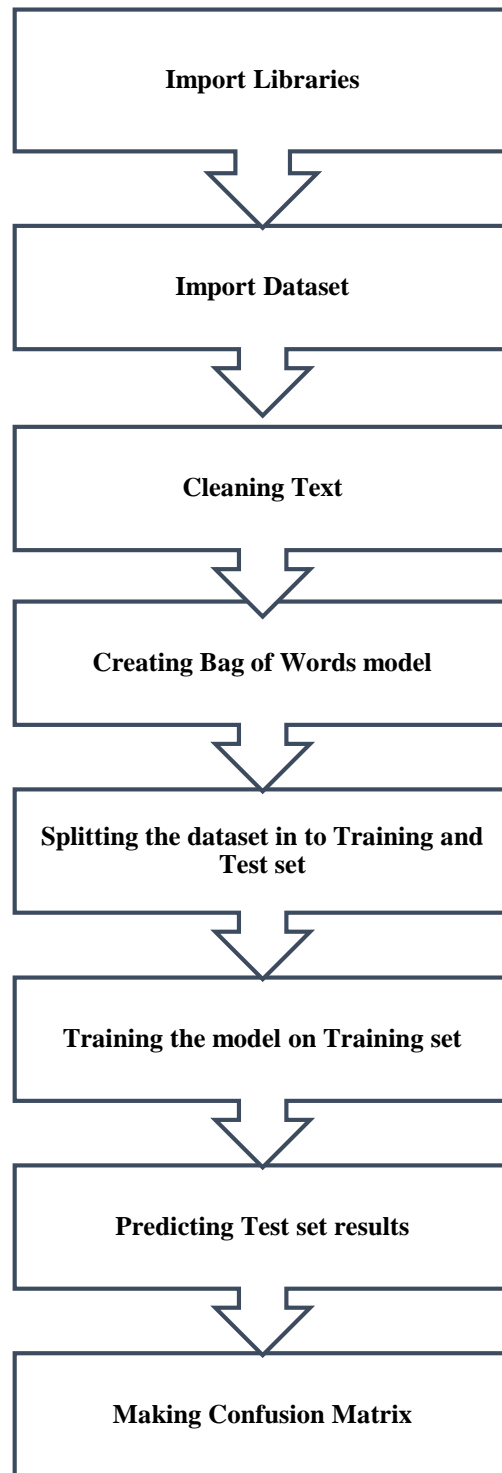 Import Libraries
Import Dataset
Cleaning Text
Creating Bag of Words model
Splitting the dataset in to Training and
Test set
Training the model on Training set
Predicting Test set results
Making Confusion Matrix